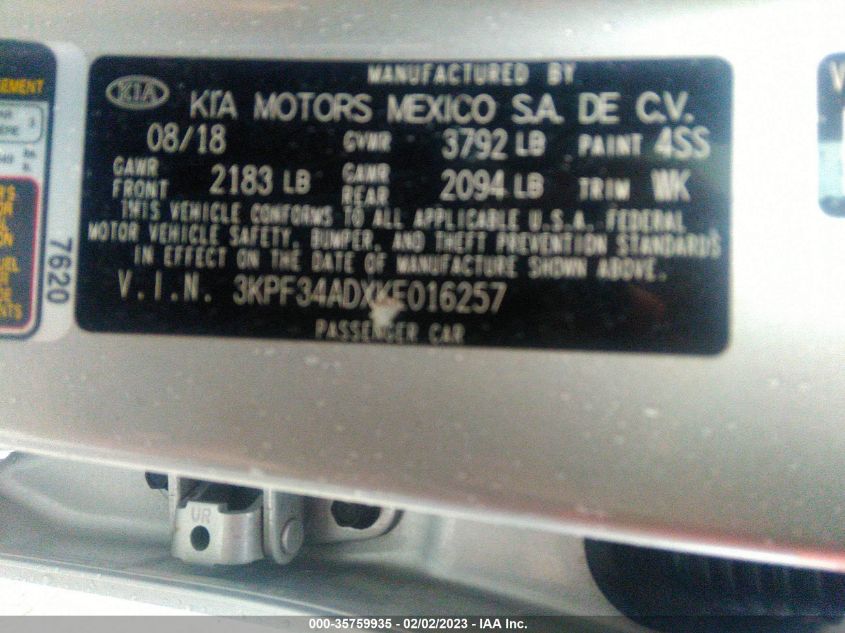 MANUFACTURED BY
KIA
KIA MOTORS MEXICO S.A. DE C.V.
08/18 GVWR 3792 LB PAINT 4SS
GAWR FRONT 2183 LB GAWR REAR 2094 LB TRIM WK
THIS VEHICLE CONFORMS TO ALL APPLICABLE U.S.A. FEDERAL
MOTOR VEHICLE SAFETY, BUMPER, AND THEFT PREVENTION STANDARDS
IN EFFECT ON THE DATE OF MANUFACTURE SHOWN ABOVE.
V.I.N. 3KPF34ADXKE016257
PASSENGER CAR
7620
UR
000-35759935 - 02/02/2023 - IAA Inc.